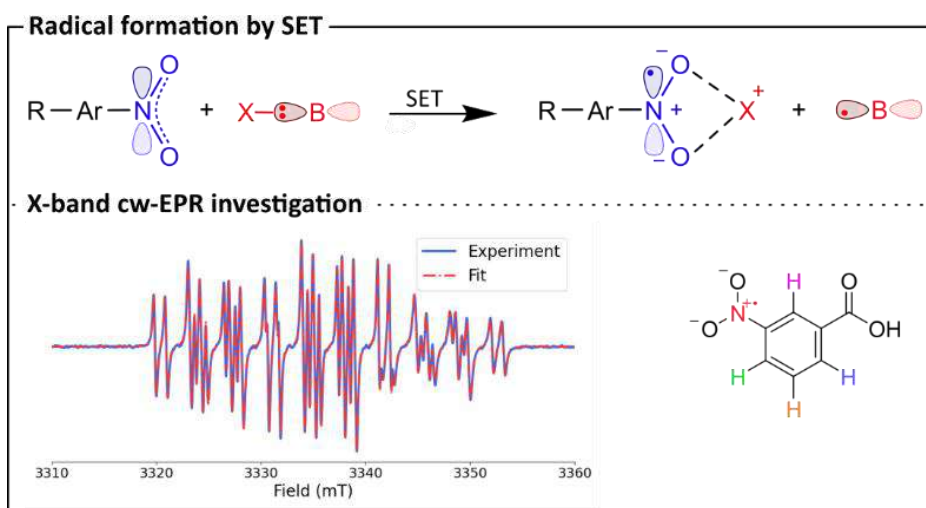 Radical formation by SET
R—Ar—N O O + X—B SET N O O R—Ar X + B
− + − +
X-band cw-EPR investigation
Experiment
Fit
3310 3320 3330 3340 3350 3360
Field (mT)
−O N+• O− H O OH
H H
H